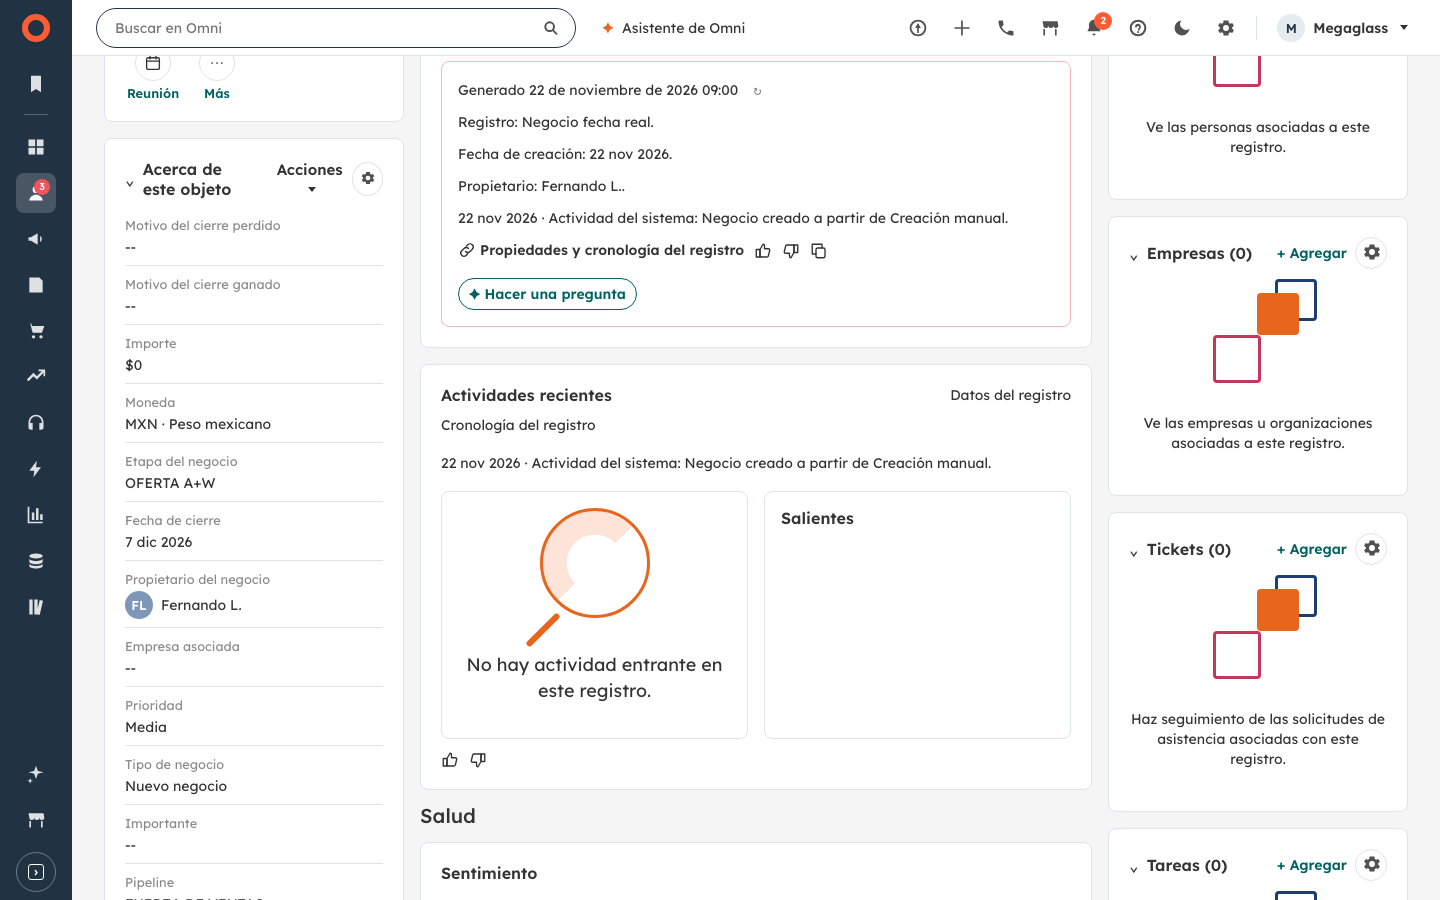 Buscar en Omni
Asistente de Omni
2
M
Megaglass
3
Reunión
Más
Acerca de
este objeto
Acciones
Motivo del cierre perdido
--
Motivo del cierre ganado
--
Importe
$0
Moneda
MXN · Peso mexicano
Etapa del negocio
OFERTA A+W
Fecha de cierre
7 dic 2026
Propietario del negocio
FL
Fernando L.
Empresa asociada
--
Prioridad
Media
Tipo de negocio
Nuevo negocio
Importante
--
Pipeline
Generado 22 de noviembre de 2026 09:00
Registro: Negocio fecha real.
Fecha de creación: 22 nov 2026.
Propietario: Fernando L..
22 nov 2026 · Actividad del sistema: Negocio creado a partir de Creación manual.
Propiedades y cronología del registro
Hacer una pregunta
Actividades recientes
Datos del registro
Cronología del registro
22 nov 2026 · Actividad del sistema: Negocio creado a partir de Creación manual.
No hay actividad entrante en
este registro.
Salientes
Salud
Sentimiento
Ve las personas asociadas a este
registro.
Empresas (0)
+ Agregar
Ve las empresas u organizaciones
asociadas a este registro.
Tickets (0)
+ Agregar
Haz seguimiento de las solicitudes de
asistencia asociadas con este
registro.
Tareas (0)
+ Agregar